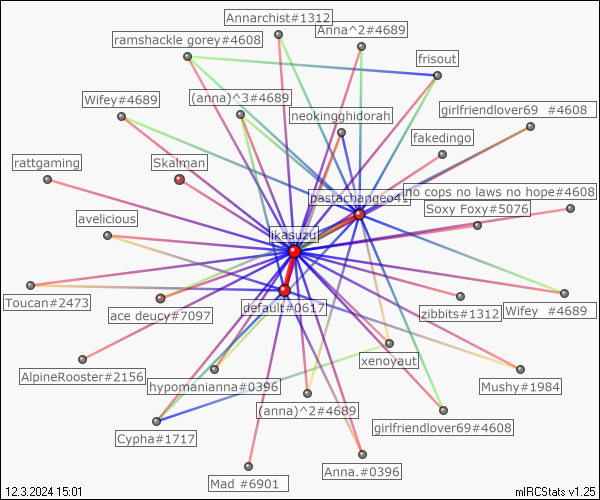 Annarchist#1312
Anna^2#4689
ramshackle gorey#4608
frisout
Wifey#4689
(anna)^3#4689
neokingghidorah
girlfriendlover69 #4608
fakedingo
rattgaming
Skalman
pastachangeo41
no cops no laws no hope#4608
Soxy Foxy#5076
avelicious
ikasuzu
Toucan#2473
ace deucy#7097
default#0617
zibbits#1312
Wifey #4689
AlpineRooster#2156
hypomanianna#0396
xenoyaut
Mushy#1984
(anna)^2#4689
Cypha#1717
girlfriendlover69#4608
Mad #6901
Anna.#0396
12.3.2024 15:01
mIRCStats v1.25